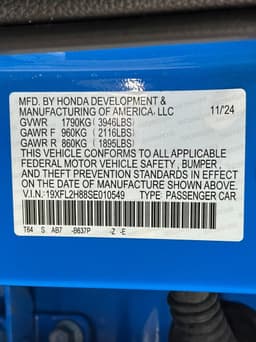 MFD. BY HONDA DEVELOPMENT &
MANUFACTURING OF AMERICA, LLC 11/24
GVWR 1790KG (3946LBS)
GAWR F 960KG (2116LBS)
GAWR R 860KG (1895LBS)
THIS VEHICLE CONFORMS TO ALL APPLICABLE
FEDERAL MOTOR VEHICLE SAFETY, BUMPER,
AND THEFT PREVENTION STANDARDS IN EFFECT
ON THE DATE OF MANUFACTURE SHOWN ABOVE.
V.I.N.:19XFL2H88SE010549 TYPE: PASSENGER CAR
T64 S AB7 -B637P -Z -E